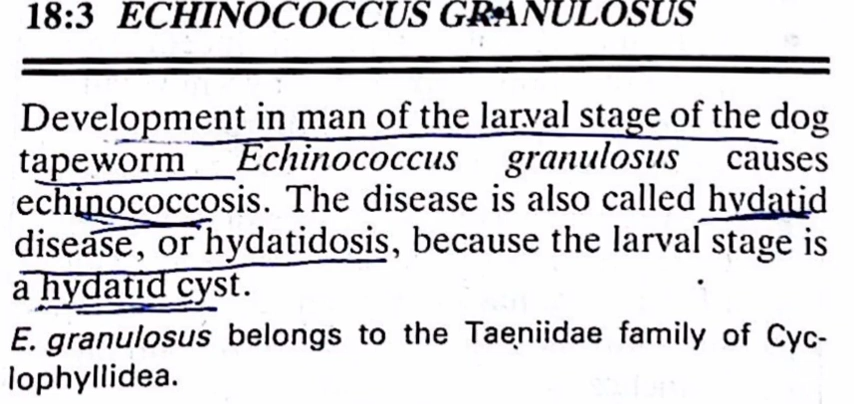 18:3 ECHINOCOCCUS GRANULOSUS
Development in man of the larval stage of the dog
tapeworm Echinococcus granulosus causes
echinococcosis. The disease is also called hydatid
disease, or hydatidosis, because the larval stage is
a hydatid cyst.
E. granulosus belongs to the Taeniidae family of Cyc-
lophyllidea.